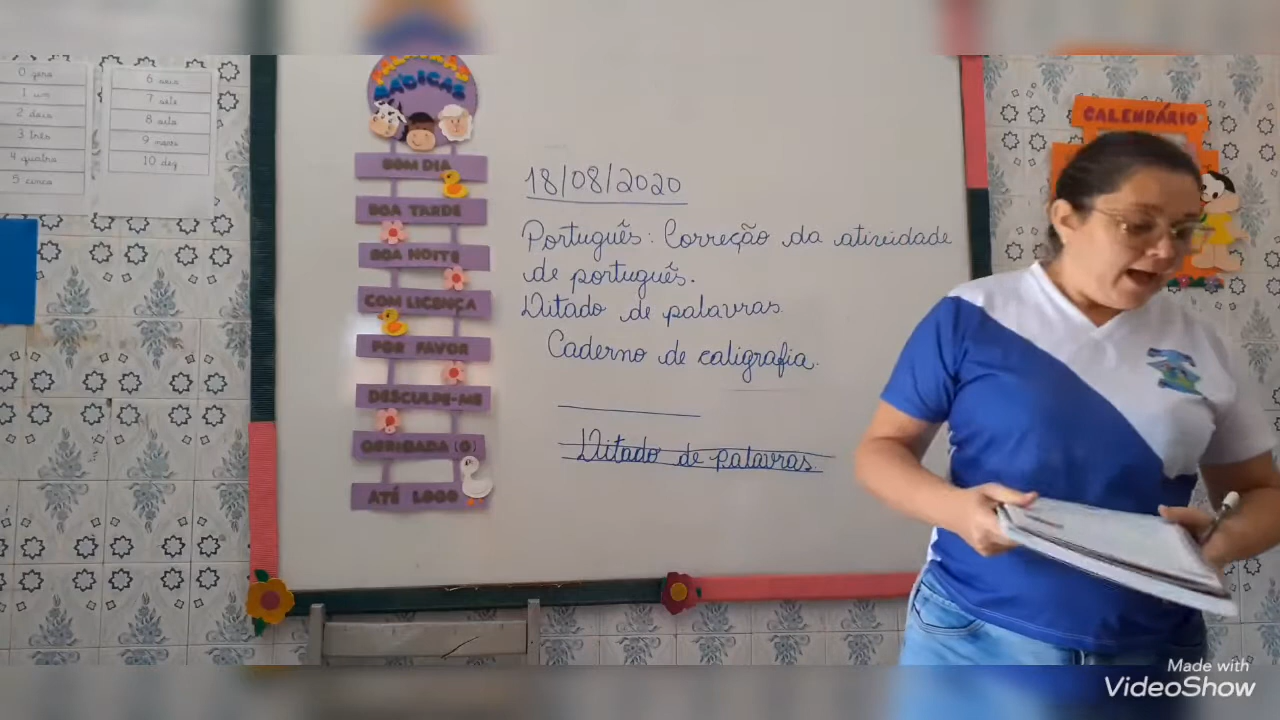 0 zero
1 um
2 dois
3 três
4 quatro
5 cinco
6 seis
7 sete
8 oito
9 nove
10 dez
PALAVRAS
MÁGICAS
BOM DIA
BOA TARDE
BOA NOITE
COM LICENÇA
POR FAVOR
DESCULPE-ME
OBRIGADA (O)
ATÉ LOGO
18/08/2020
Português: Correção da atividade
de português.
Ditado de palavras.
Caderno de caligrafia.
Ditado de palavras
CALENDÁRIO
Made with
VideoShow